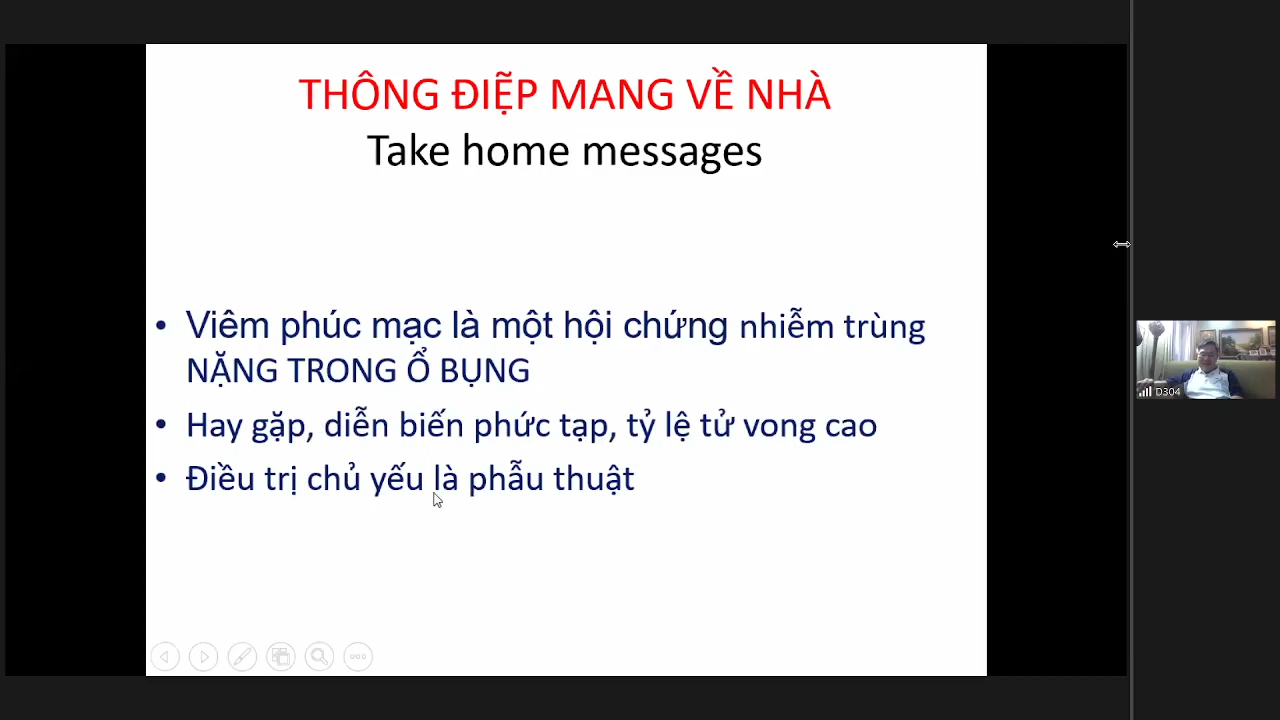 THÔNG ĐIỆP MANG VỀ NHÀ
Take home messages
• Viêm phúc mạc là một hội chứng nhiễm trùng
NẶNG TRONG Ổ BỤNG
• Hay gặp, diễn biến phức tạp, tỷ lệ tử vong cao
• Điều trị chủ yếu là phẫu thuật
D304